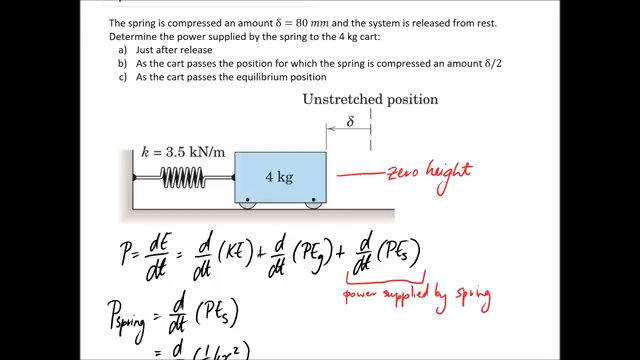 The spring is compressed an amount δ = 80 mm and the system is released from rest.
Determine the power supplied by the spring to the 4 kg cart:
a) Just after release
b) As the cart passes the position for which the spring is compressed an amount δ/2
c) As the cart passes the equilibrium position
Unstretched position
δ
k = 3.5 kN/m
4 kg
zero height
P = dE/dt = d/dt (KE) + d/dt (PEg) + d/dt (PEs)
power supplied by spring
Pspring = d/dt (PEs)
= d/dt (1/2 kx²)